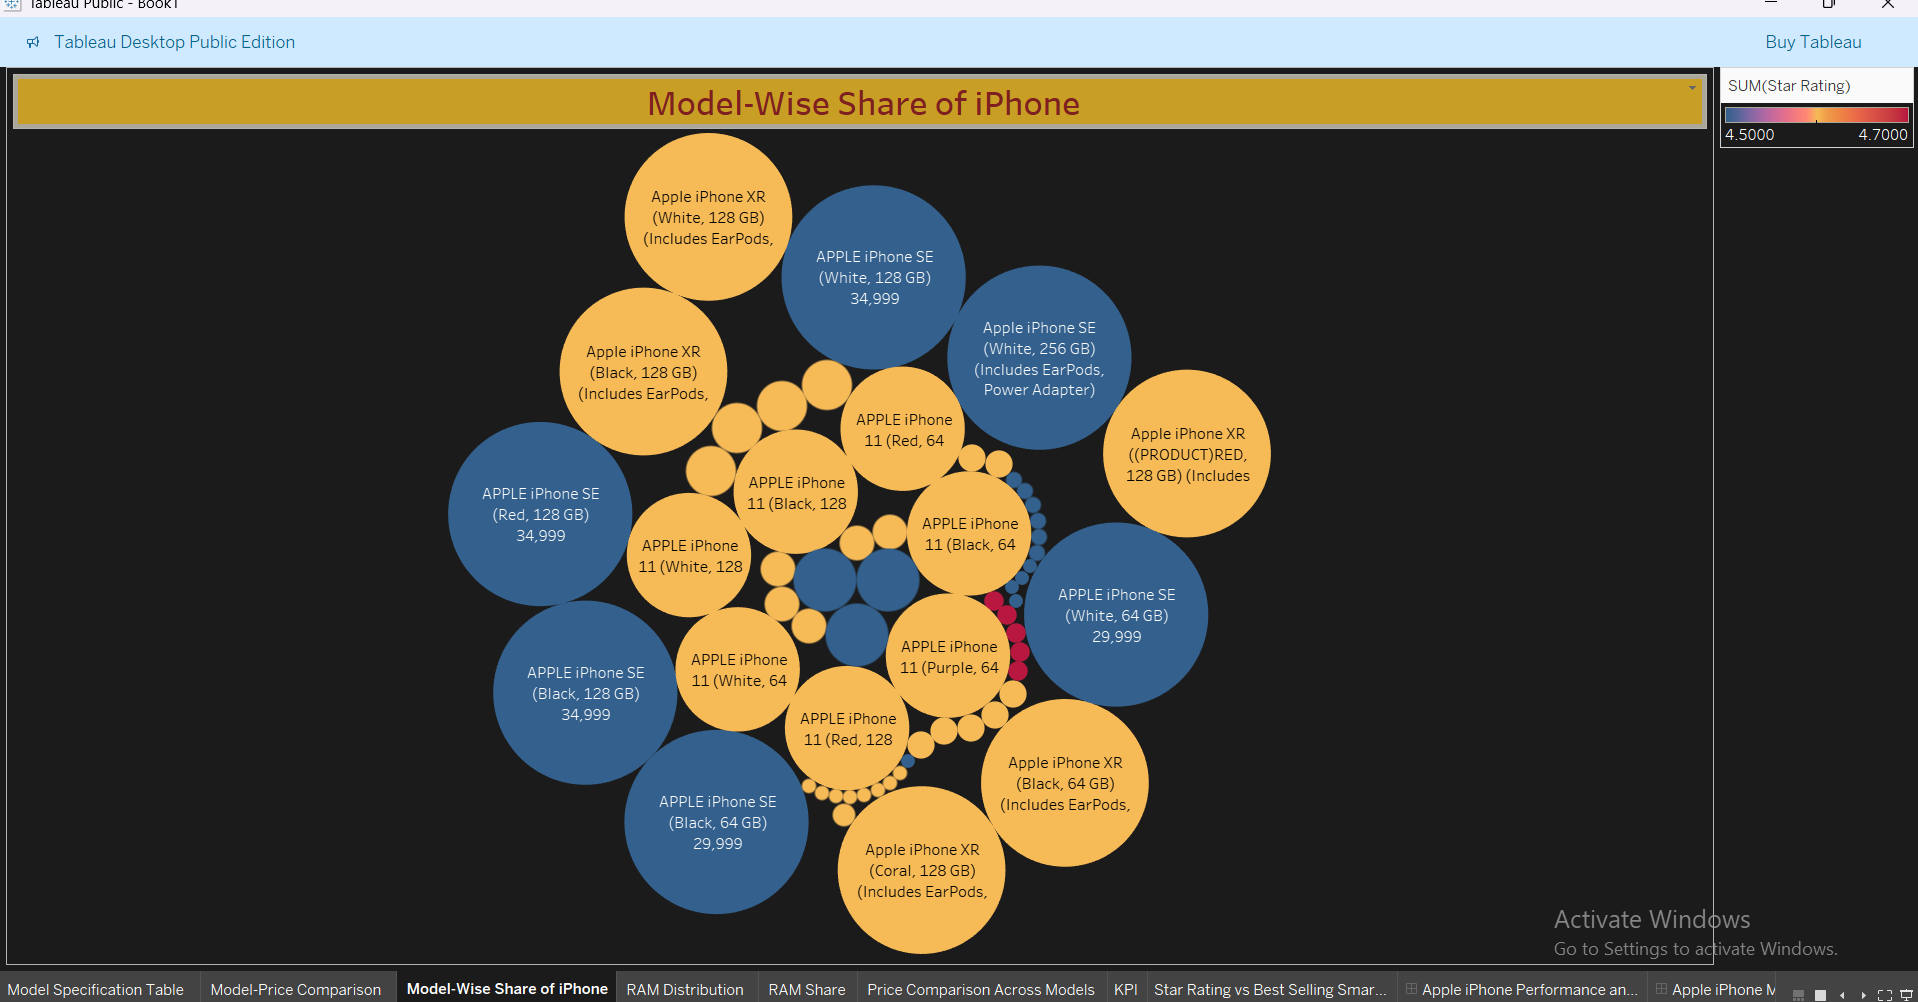 Tableau Public - Book1
Tableau Desktop Public Edition
Buy Tableau
Model-Wise Share of iPhone
SUM(Star Rating)
4.5000
4.7000
Apple iPhone XR
(White, 128 GB)
(Includes EarPods,
APPLE iPhone SE
(White, 128 GB)
34,999
Apple iPhone SE
(White, 256 GB)
(Includes EarPods,
Power Adapter)
Apple iPhone XR
(Black, 128 GB)
(Includes EarPods,
APPLE iPhone
11 (Red, 64
Apple iPhone XR
((PRODUCT)RED,
128 GB) (Includes
APPLE iPhone SE
(Red, 128 GB)
34,999
APPLE iPhone
11 (Black, 128
APPLE iPhone
11 (Black, 64
APPLE iPhone
11 (White, 128
APPLE iPhone SE
(White, 64 GB)
29,999
APPLE iPhone SE
(Black, 128 GB)
34,999
APPLE iPhone
11 (White, 64
APPLE iPhone
11 (Purple, 64
APPLE iPhone
11 (Red, 128
Apple iPhone XR
(Black, 64 GB)
(Includes EarPods,
APPLE iPhone SE
(Black, 64 GB)
29,999
Apple iPhone XR
(Coral, 128 GB)
(Includes EarPods,
Activate Windows
Go to Settings to activate Windows.
Model Specification Table
Model-Price Comparison
Model-Wise Share of iPhone
RAM Distribution
RAM Share
Price Comparison Across Models
KPI
Star Rating vs Best Selling Smar...
Apple iPhone Performance an...
Apple iPhone M